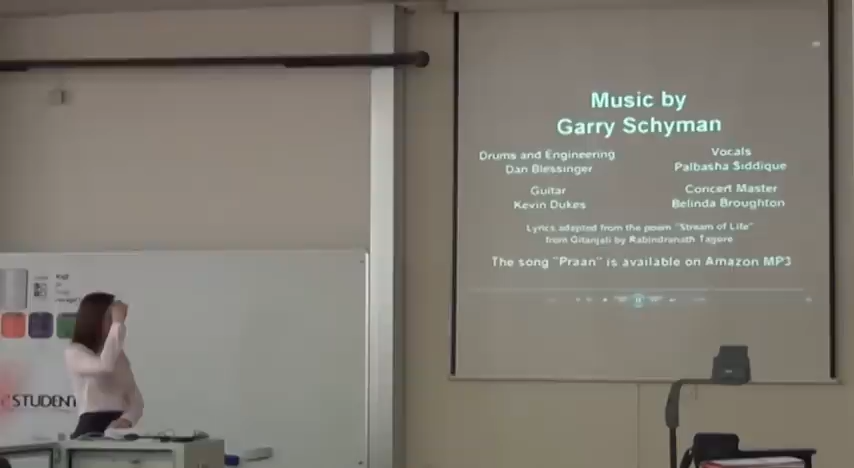 Music by
Garry Schyman
Drums and Engineering
Dan Blessinger
Vocals
Palbasha Siddique
Guitar
Kevin Dukes
Concert Master
Belinda Broughton
Lyrics adapted from the poem "Stream of Life"
from Gitanjali by Rabindranath Tagore
The song "Praan" is available on Amazon MP3
STUDENT